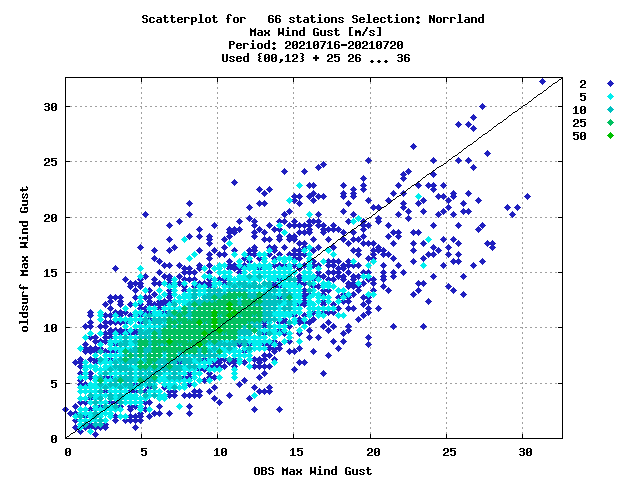 Scatterplot for   66 stations Selection: Norrland
Max Wind Gust [m/s]
Period: 20210716-20210720
Used {00,12} + 25 26 ... 36
2
5
10
25
50
30
25
20
15
10
5
0
oldsurf Max Wind Gust
0 5 10 15 20 25 30
OBS Max Wind Gust